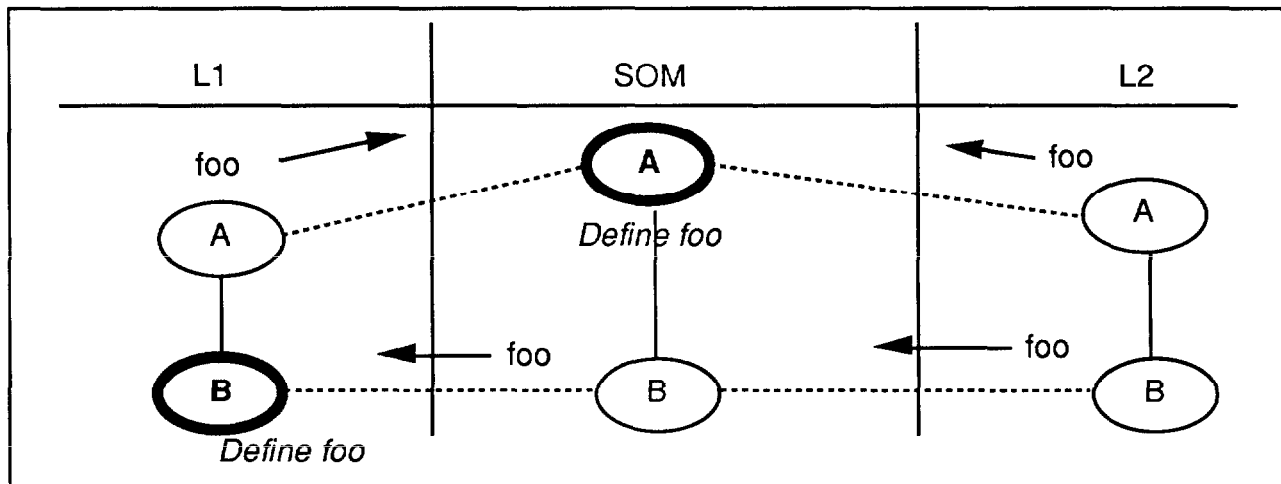 L1 SOM L2
foo A foo
A Define foo A
foo foo
B B B
Define foo